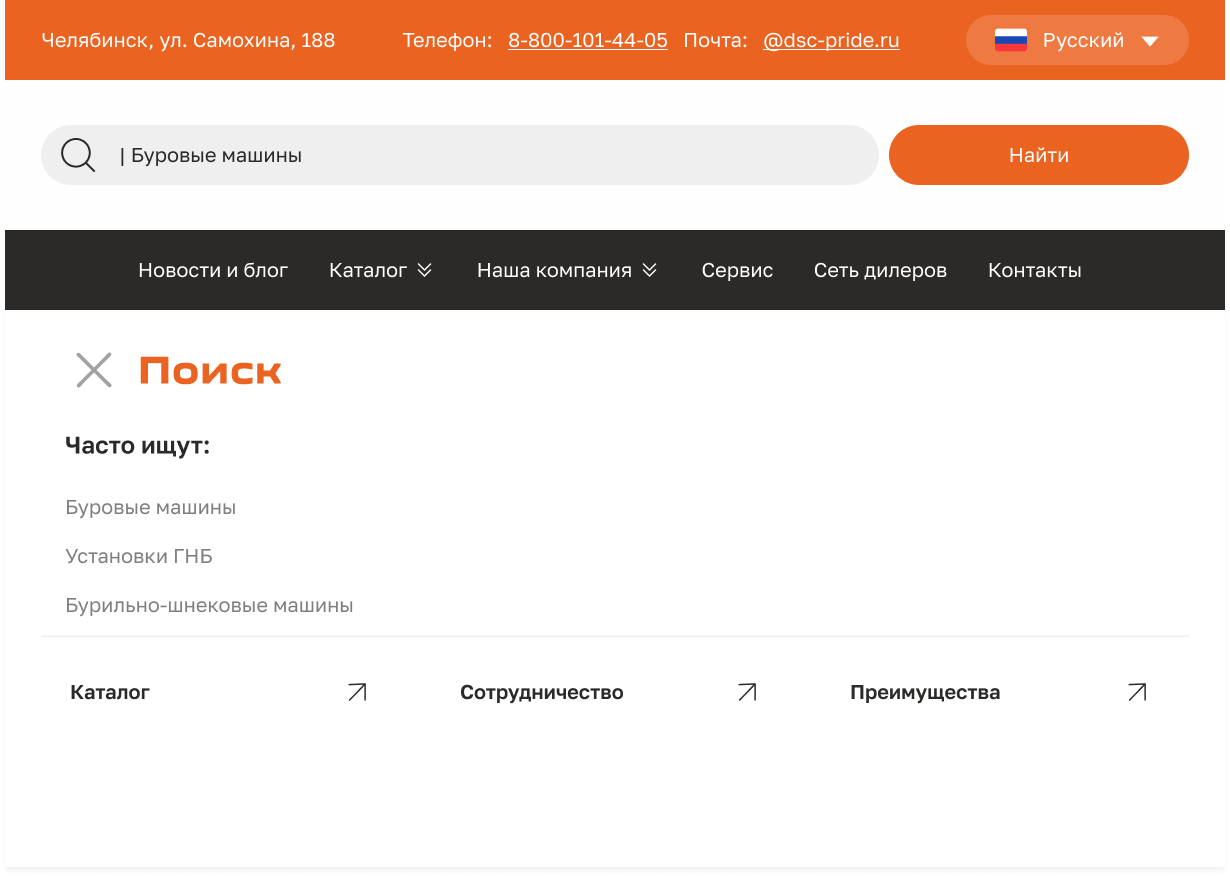 Челябинск, ул. Самохина, 188 Телефон: 8-800-101-44-05 Почта: @dsc-pride.ru Русский
| Буровые машины Найти
Новости и блог Каталог Наша компания Сервис Сеть дилеров Контакты
Поиск
Часто ищут:
Буровые машины
Установки ГНБ
Бурильно-шнековые машины
Каталог Сотрудничество Преимущества